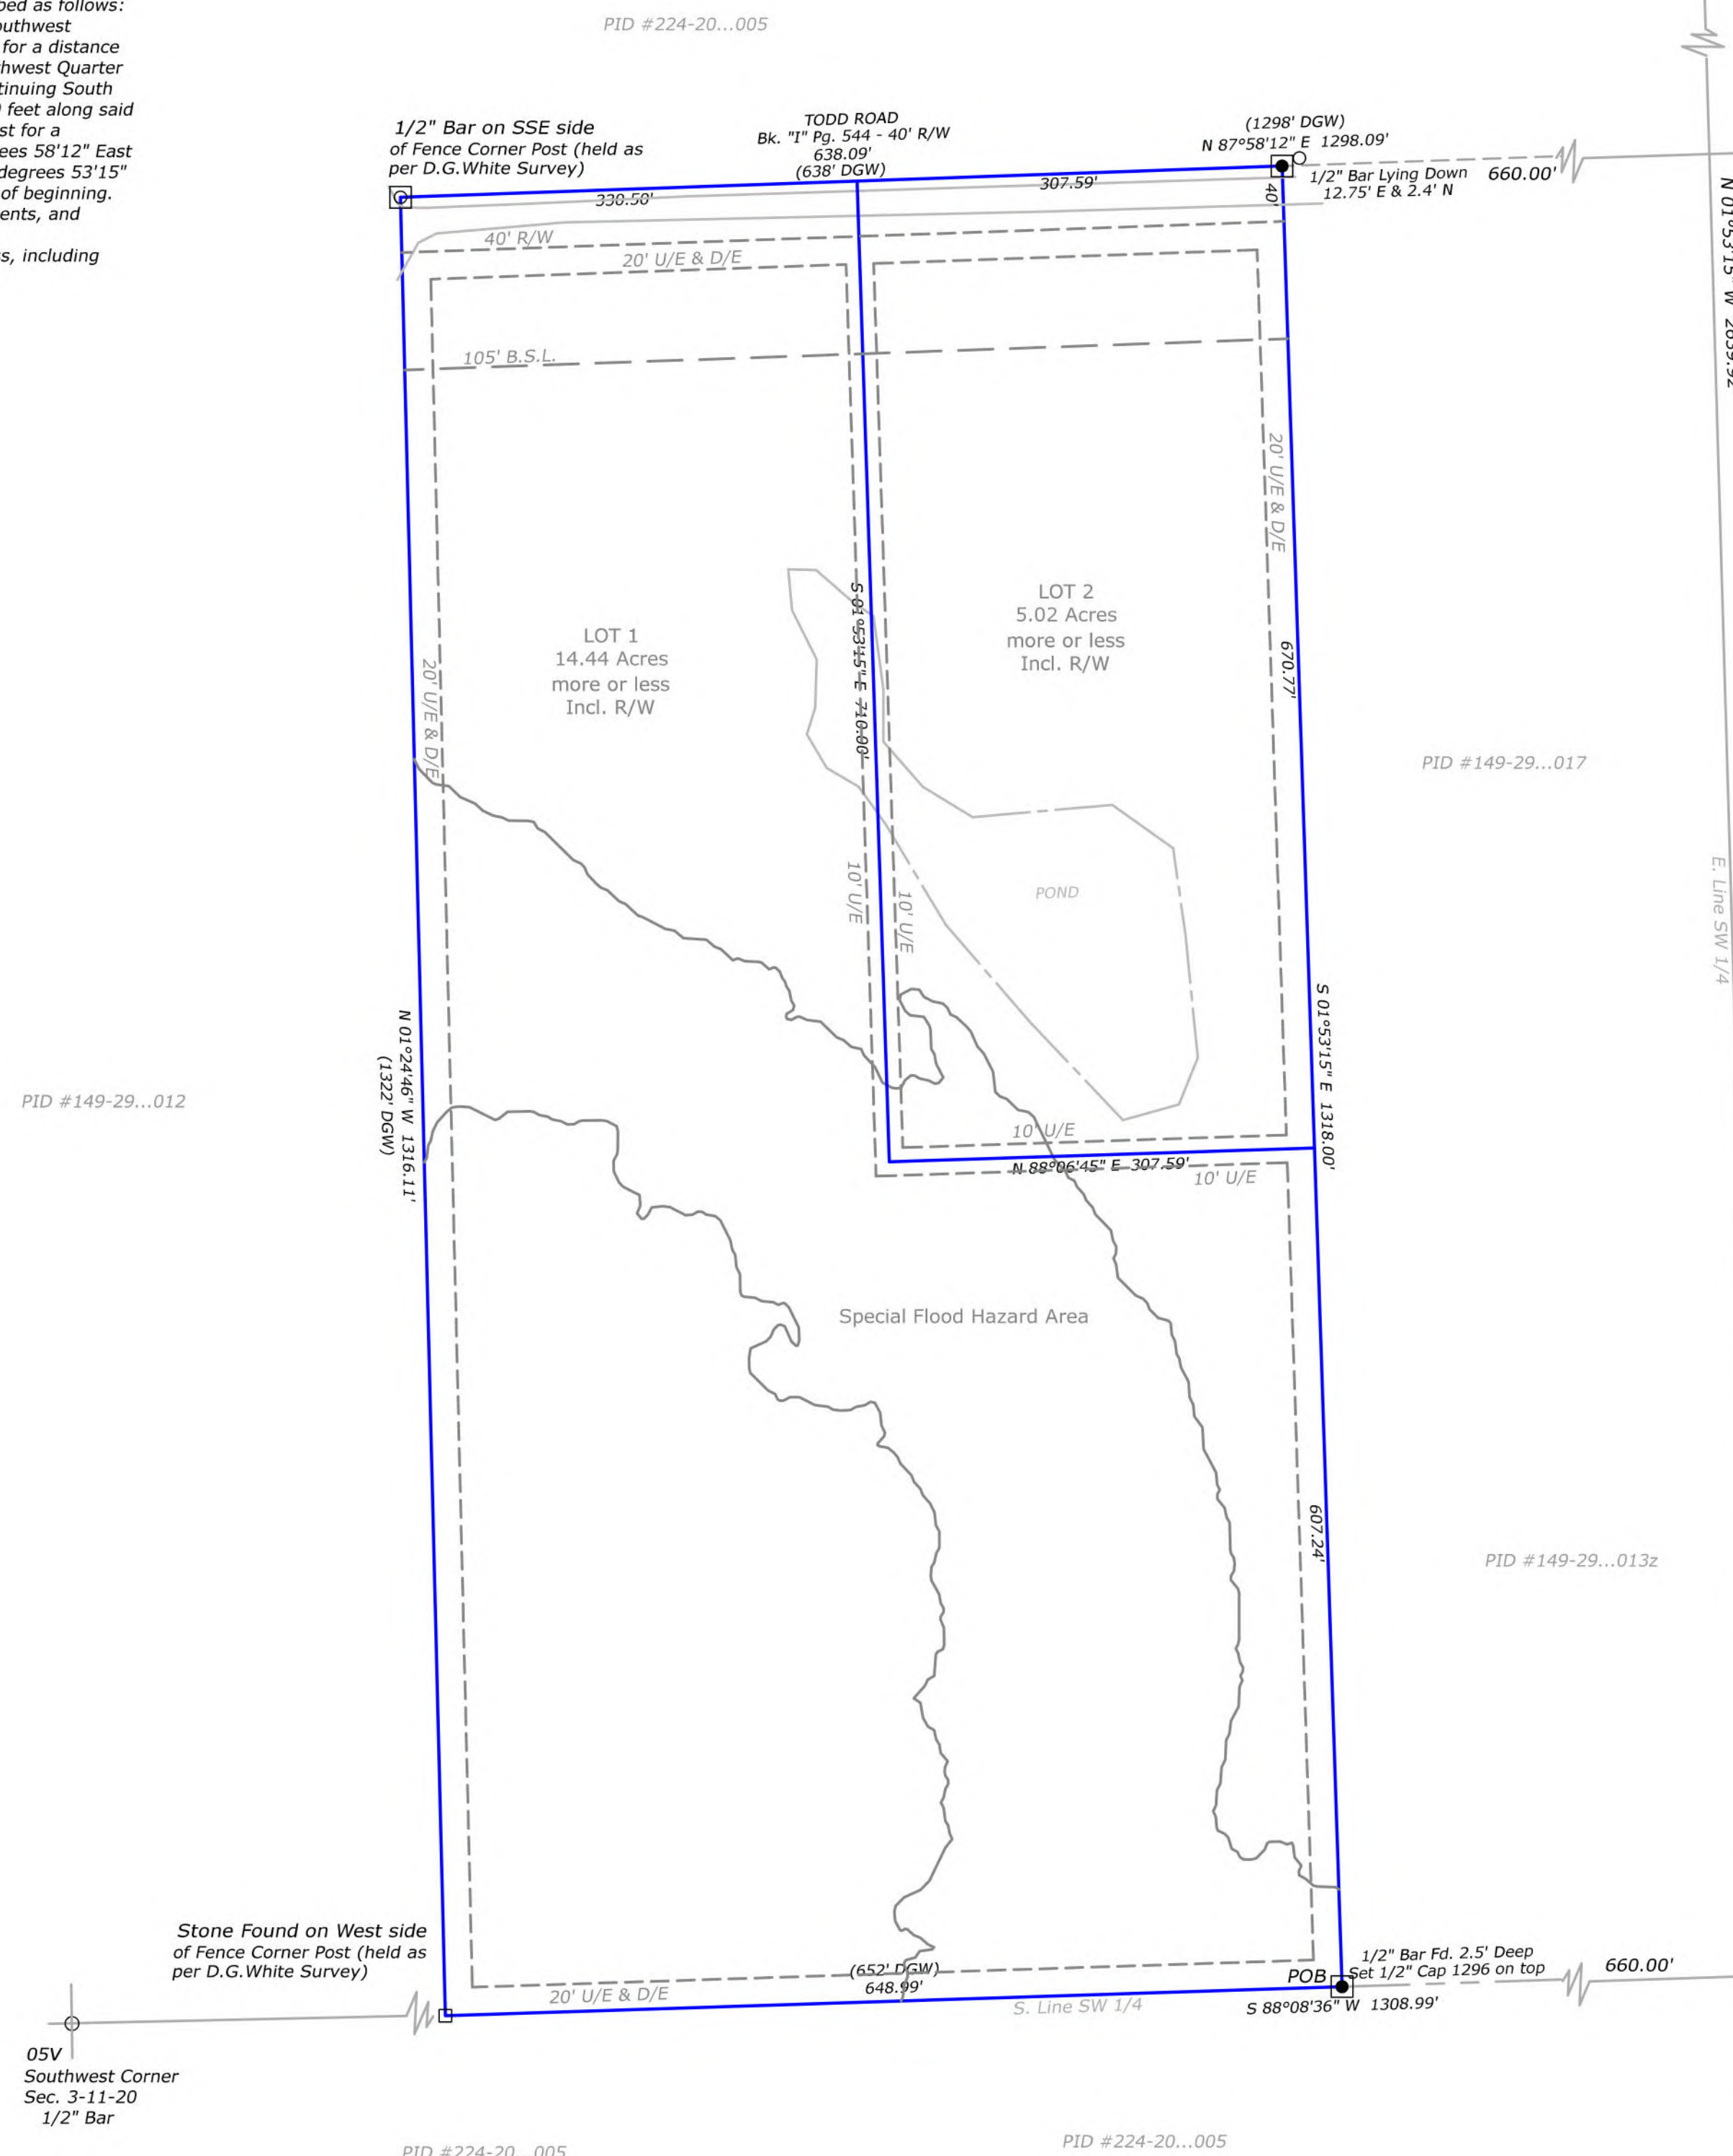 bed as follows:
outhwest
for a distance
hwest Quarter
tinuing South
feet along said
st for a
ees 58'12" East
degrees 53'15"
of beginning.
ents, and
s, including
PID #224-20...005
1/2" Bar on SSE side
of Fence Corner Post (held as
per D.G.White Survey)
TODD ROAD
Bk. "I" Pg. 544 - 40' R/W
638.09'
(638' DGW)
(1298' DGW)
N 87°58'12" E 1298.09'
1/2" Bar Lying Down
12.75' E & 2.4' N
660.00'
330.50'
307.59'
40'
40' R/W
20' U/E & D/E
105' B.S.L.
N 01°53'15" W 2639.92
20' U/E & D/E
LOT 1
14.44 Acres
more or less
Incl. R/W
LOT 2
5.02 Acres
more or less
Incl. R/W
S 01°53'15" E 710.00'
20' U/E & D/E
670.77'
PID #149-29...017
10' U/E
10' U/E
POND
E. Line SW 1/4
N 01°24'46" W 1316.11'
(1322' DGW)
S 01°53'15" E 1318.00'
PID #149-29...012
10' U/E
N 88°06'45" E 307.59'
10' U/E
Special Flood Hazard Area
607.24'
PID #149-29...013z
Stone Found on West side
of Fence Corner Post (held as
per D.G.White Survey)
(652' DGW)
648.99'
20' U/E & D/E
S. Line SW 1/4
POB
1/2" Bar Fd. 2.5' Deep
Set 1/2" Cap 1296 on top
660.00'
S 88°08'36" W 1308.99'
05V
Southwest Corner
Sec. 3-11-20
1/2" Bar
PID #224-20...005
PID #224-20...005